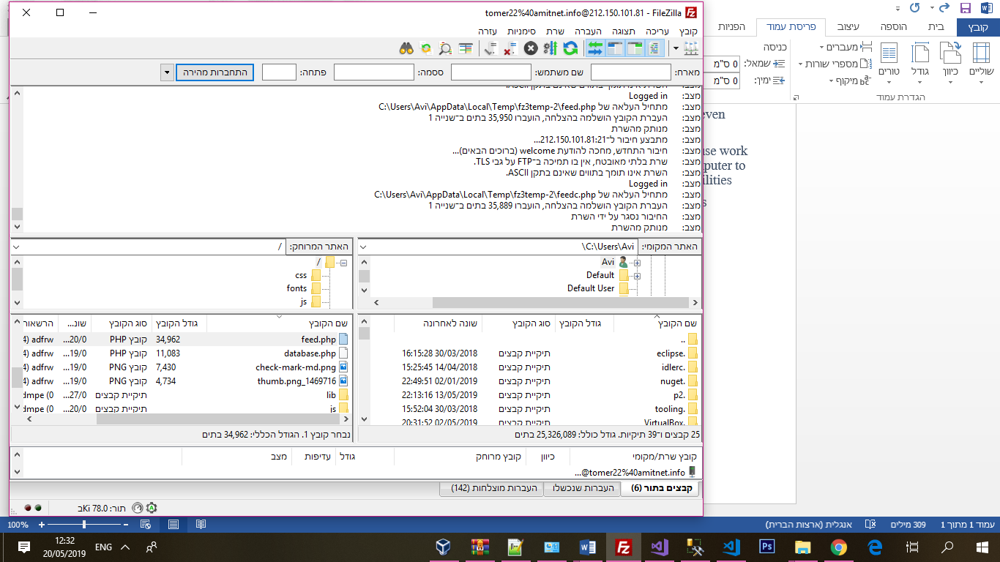 tomer22%40amitnet.info@212.150.101.81 - FileZilla
קובץ עריכה תצוגה העברה שרת סימניות עזרה
מארח: שם משתמש: ססמה: פתחה: התחברות מהירה
מצב: השרת אינו תומך בתווים שאינם בתקן ASCII.
מצב: Logged in
מצב: מתחיל העלאה של C:\Users\Avi\AppData\Local\Temp\fz3temp-2\feed.php
מצב: העברת הקובץ הושלמה בהצלחה, הועברו 35,950 בתים ב־שנייה 1
מצב: מנותק מהשרת
מצב: מתבצע חיבור ל־212.150.101.81:21...
מצב: חיבור התחדש, מחכה להודעת welcome (ברוכים הבאים)...
מצב: שרת בלתי מאובטח, אין בו תמיכה ב־FTP על גבי TLS.
מצב: השרת אינו תומך בתווים שאינם בתקן ASCII.
מצב: Logged in
מצב: מתחיל העלאה של C:\Users\Avi\AppData\Local\Temp\fz3temp-2\feedc.php
מצב: העברת הקובץ הושלמה בהצלחה, הועברו 35,889 בתים ב־שנייה 1
מצב: החיבור נסגר על ידי השרת
מצב: מנותק מהשרת
האתר המקומי: C:\Users\Avi\
Avi
Default
Default User
האתר המרוחק: /
/
css
fonts
js
שם הקובץ גודל הקובץ סוג הקובץ שונה לאחרונה
..
.eclipse תיקיית קבצים 30/03/2018 16:15:28
.idlerc תיקיית קבצים 14/04/2018 15:25:45
.nuget תיקיית קבצים 02/01/2019 22:49:51
.p2 תיקיית קבצים 13/05/2019 22:13:16
.tooling תיקיית קבצים 30/03/2018 15:52:04
.VirtualBox תיקיית קבצים 02/05/2019 20:31:52
25 קבצים ו־39 תיקיות. גודל כולל: 25,326,089 בתים
שם הקובץ גודל הקובץ סוג הקובץ שונ... הרשאור
feed.php 34,962 קובץ PHP 20/0... adfrw (4
database.php 11,083 קובץ PHP 19/0... adfrw (4
check-mark-md.png 7,430 קובץ PNG 19/0... adfrw (4
thumb.png_1469716 4,734 קובץ PNG 19/0... adfrw (4
lib תיקיית קבצים 27/0... dmpe (0
js תיקיית קבצים 20/0... dmpe (0
נבחר קובץ 1. הגודל הכללי: 34,962 בתים
קובץ שרת/מקומי כיוון קובץ מרוחק גודל עדיפות מצב
tomer22%40amitnet.info@...
קבצים בתור (6) העברות שנכשלו העברות מוצלחות (142)
תור: 78.0 Kiב
קובץ בית הוספה עיצוב פריסת עמוד הפניות
שוליים כיוון גודל טורים
מעברים
מספרי שורות
מיקוף
הגדרת עמוד
כניסה
שמאל: 0 ס"מ
ימין: 0 ס"מ
even
use work
puter to
ilities
s
עמוד 1 מתוך 1 309 מילים אנגלית (ארצות הברית)
100%
12:32
20/05/2019
ENG